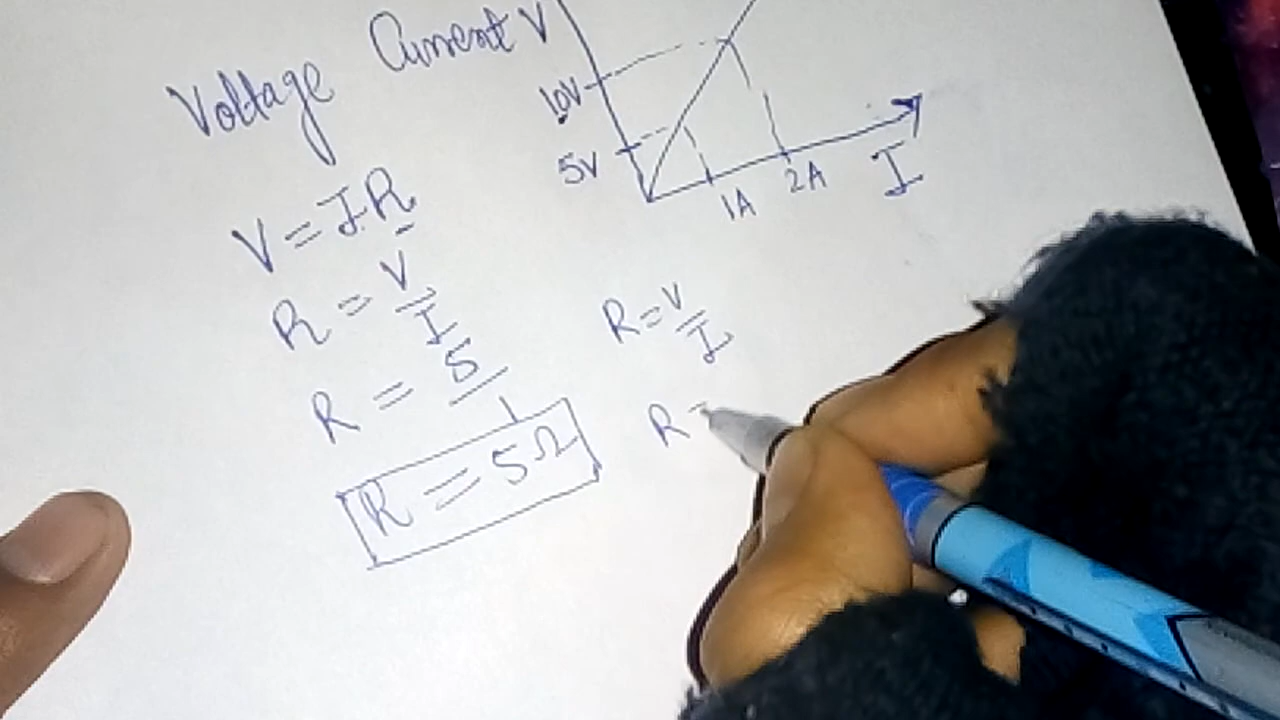 Voltage Current V
10V
5V
1A 2A I
V = IR
R = V/I
R = 5/1
R = 5Ω
R = V/I
R =